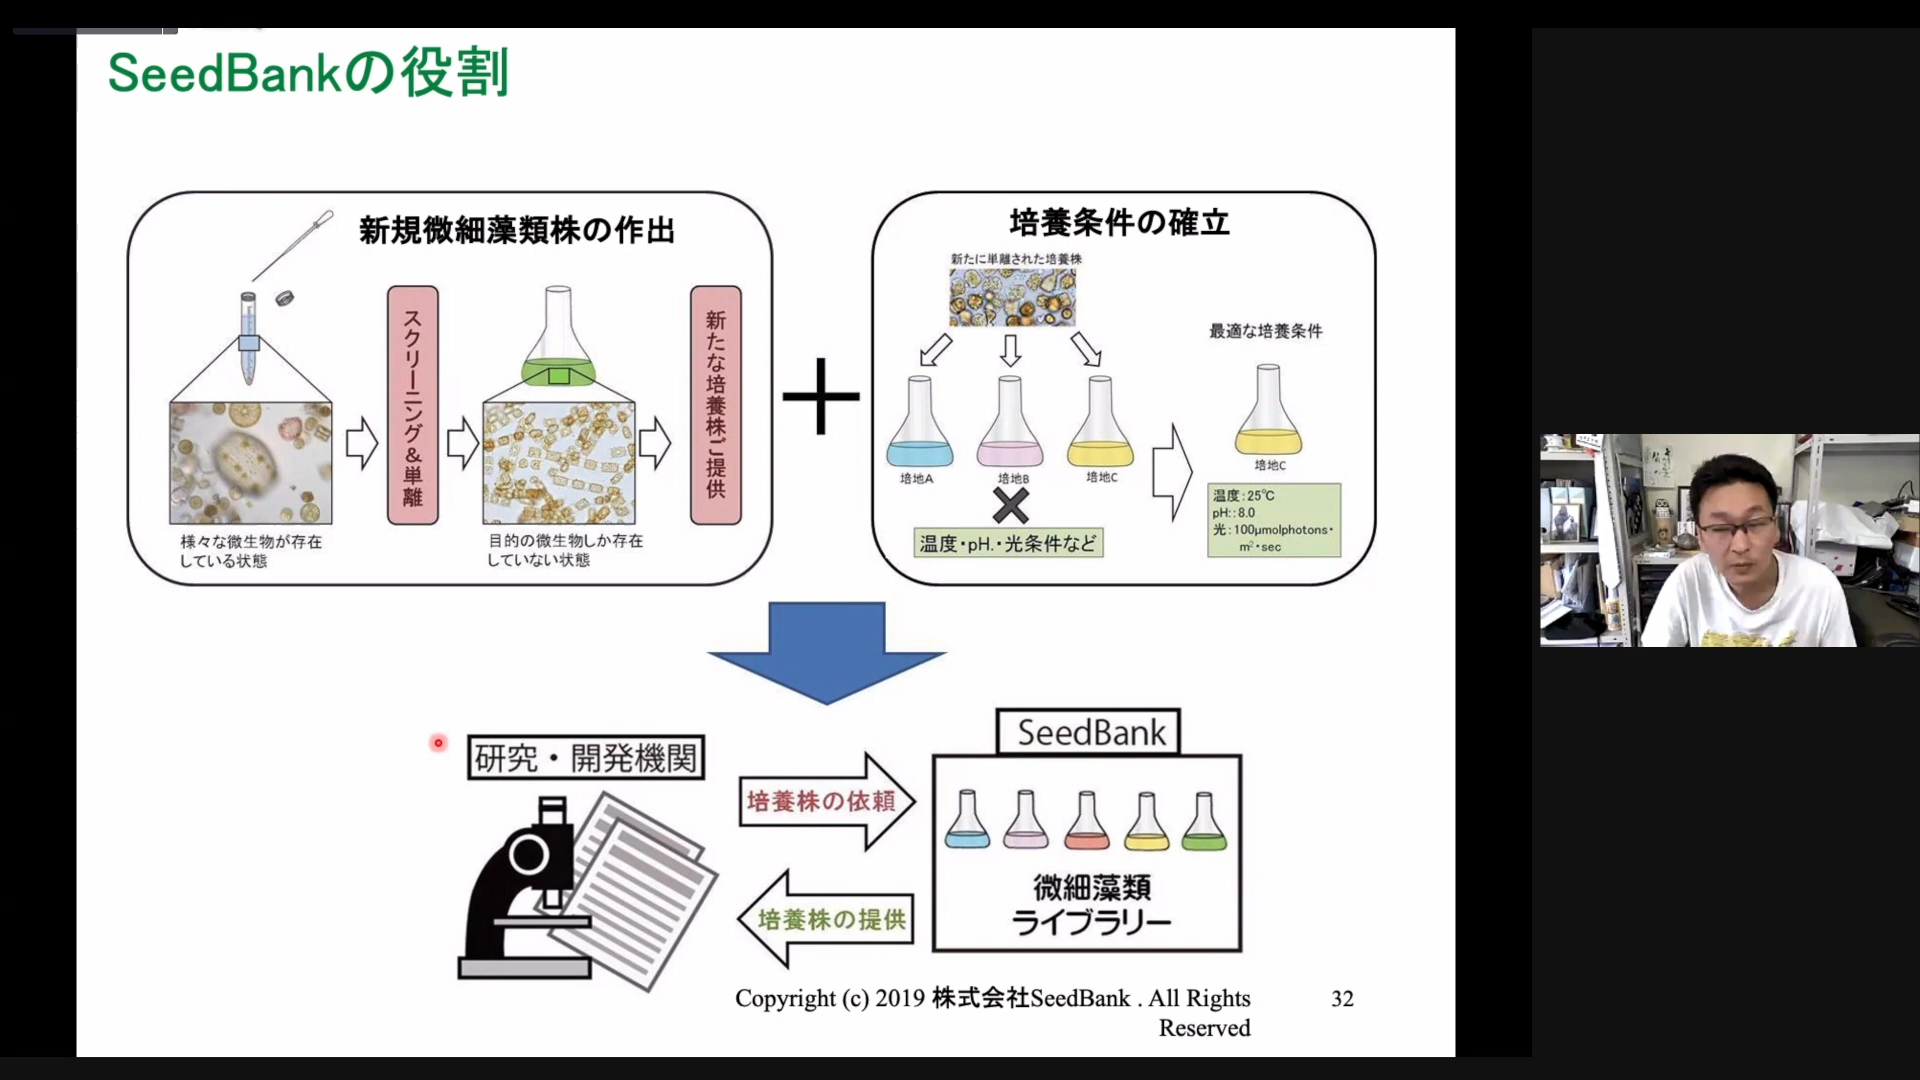 SeedBankの役割
新規微細藻類株の作出
スクリーニング&単離
新たな培養株ご提供
様々な微生物が存在
している状態
目的の微生物しか存在
していない状態
培養条件の確立
新たに単離された培養株
培地A
培地B
培地C
温度・pH.・光条件など
最適な培養条件
培地C
温度:25℃
pH::8.0
光:100μmolphotons・
m²・sec
研究・開発機関
培養株の依頼
培養株の提供
SeedBank
微細藻類
ライブラリー
Copyright (c) 2019 株式会社SeedBank . All Rights
Reserved
32